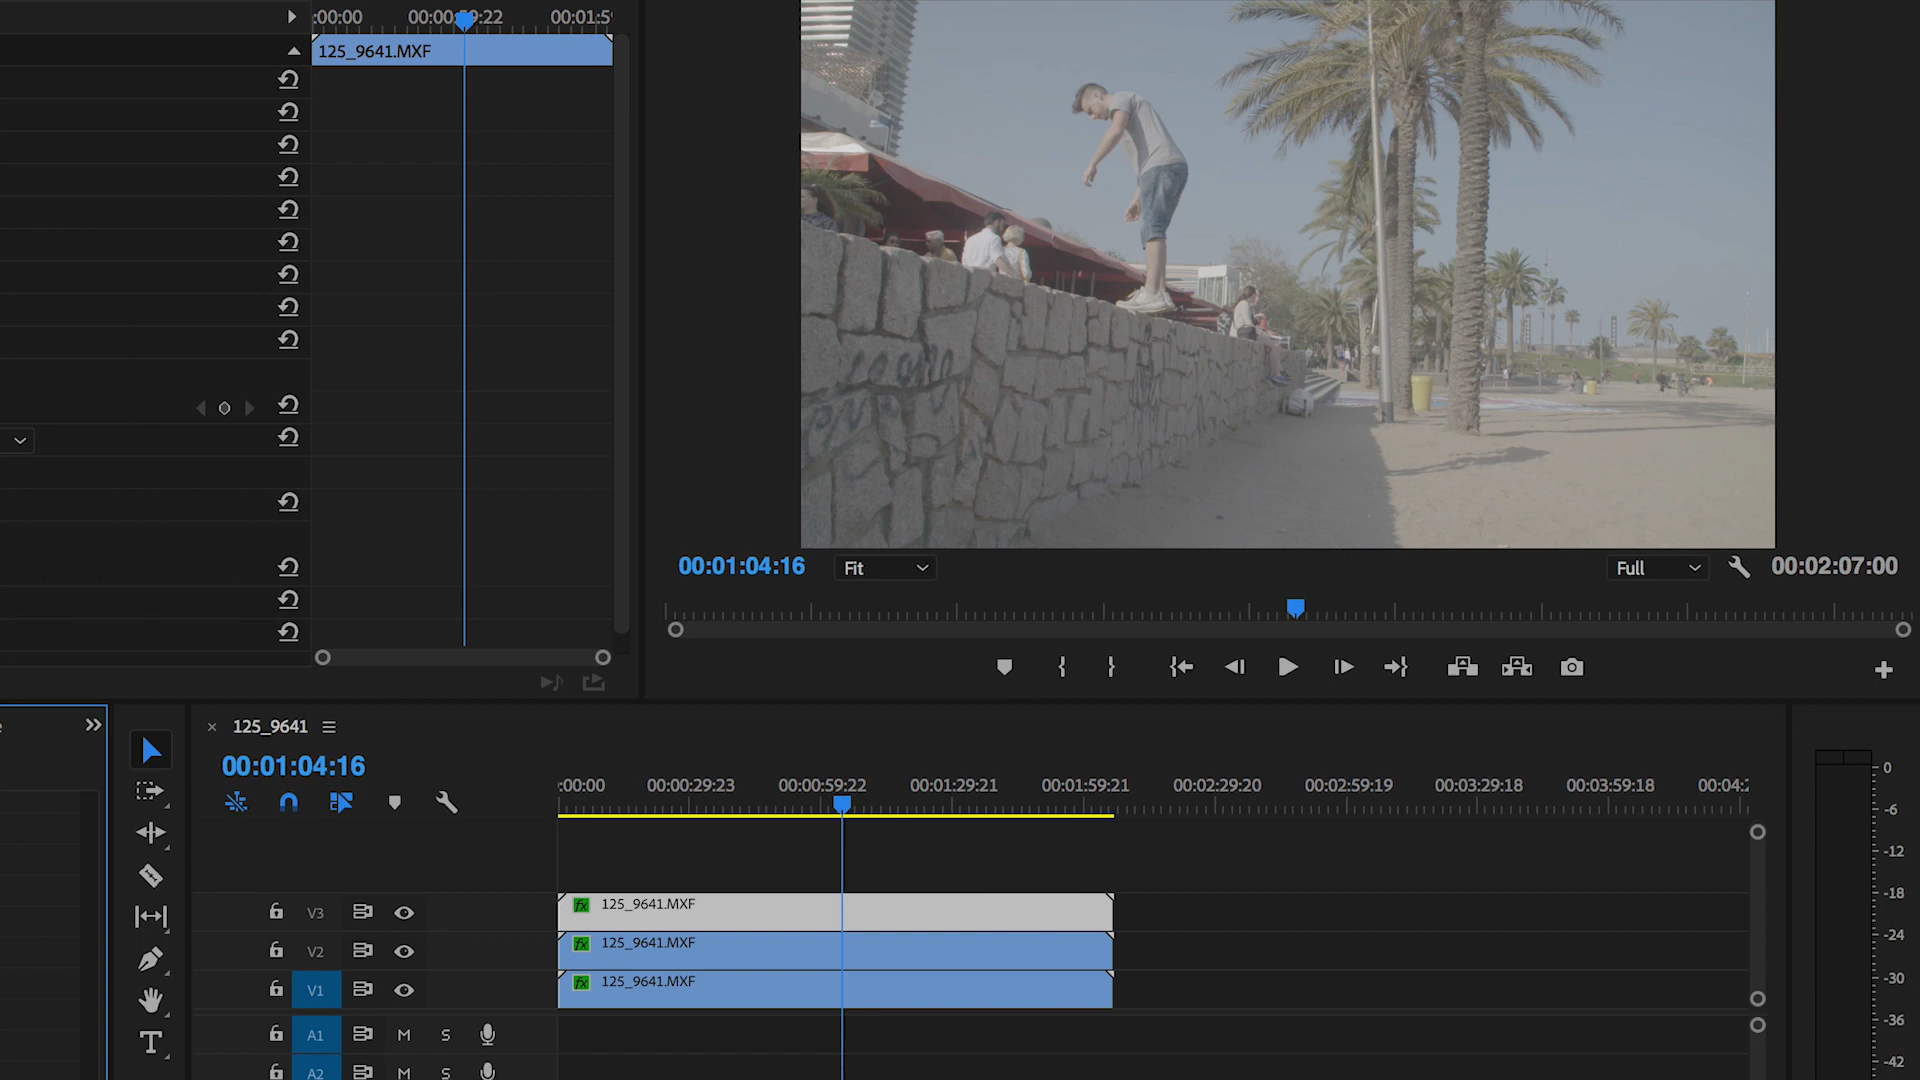 :00:00 00:00:59:22 00:01:59
125_9641.MXF
00:01:04:16 Fit Full 00:02:07:00
125_9641
00:01:04:16
:00:00 00:00:29:23 00:00:59:22 00:01:29:21 00:01:59:21 00:02:29:20 00:02:59:19 00:03:29:18 00:03:59:18 00:04:2
V3 fx 125_9641.MXF
V2 fx 125_9641.MXF
V1 fx 125_9641.MXF
A1 M S
A2 M S
T
0
-6
-12
-18
-24
-30
-36
-42